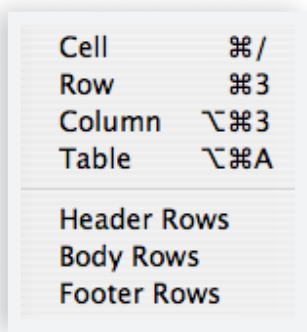 Cell ⌘/
Row ⌘3
Column ⌥⌘3
Table ⌥⌘A
Header Rows
Body Rows
Footer Rows